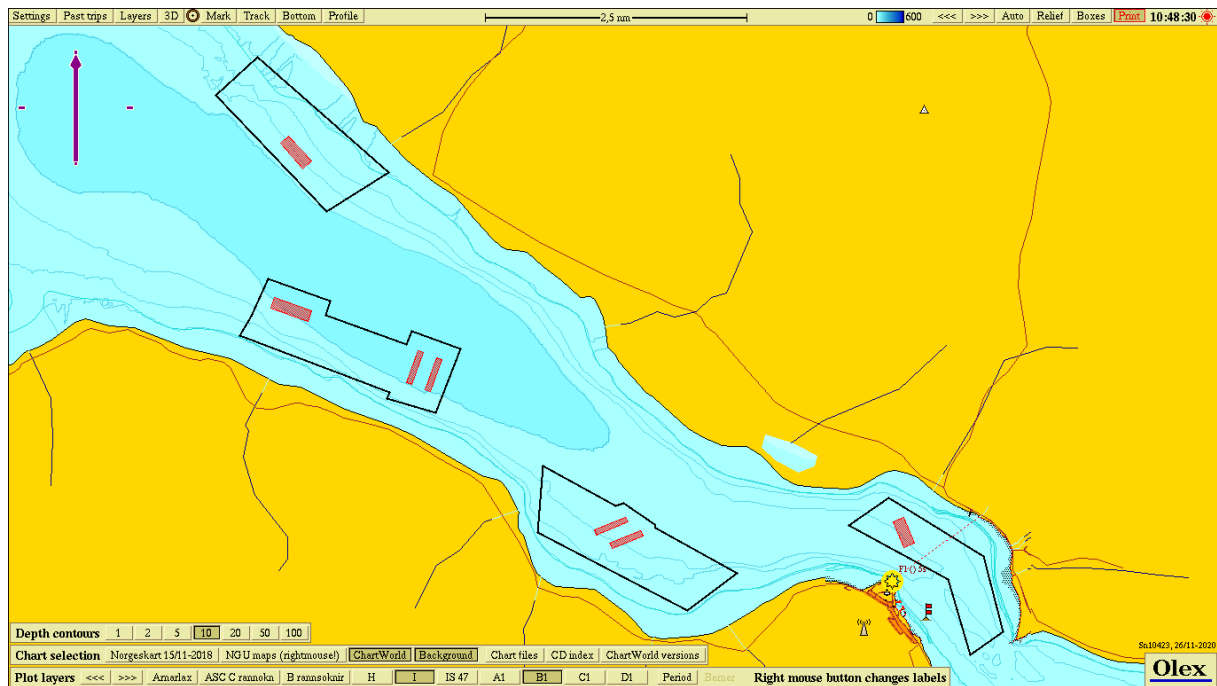 Settings Past trips Layers 3D Mark Track Bottom Profile 2,5 nm 0 600 <<< >>> Auto Relief Boxes Print 10:48:30
Fl () 5s
Depth contours 1 2 5 10 20 50 100
Sn10423, 26/11-2020
Chart selection Norgeskart 15/11-2018 NGU maps (rightmouse!) ChartWorld Background Chart files CD index ChartWorld versions
Olex
Plot layers <<< >>> Arnarlax ASC C rannokn B rannsoknir H I IS 47 A1 B1 C1 D1 Period Berner Right mouse button changes labels